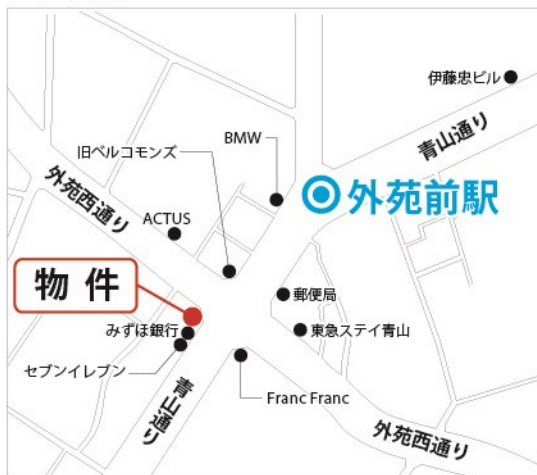 伊藤忠ビル
青山通り
BMW
旧ベルコモンズ
外苑前駅
外苑西通り
ACTUS
物件
郵便局
みずほ銀行
東急ステイ青山
セブンイレブン
青山通り
Franc Franc
外苑西通り